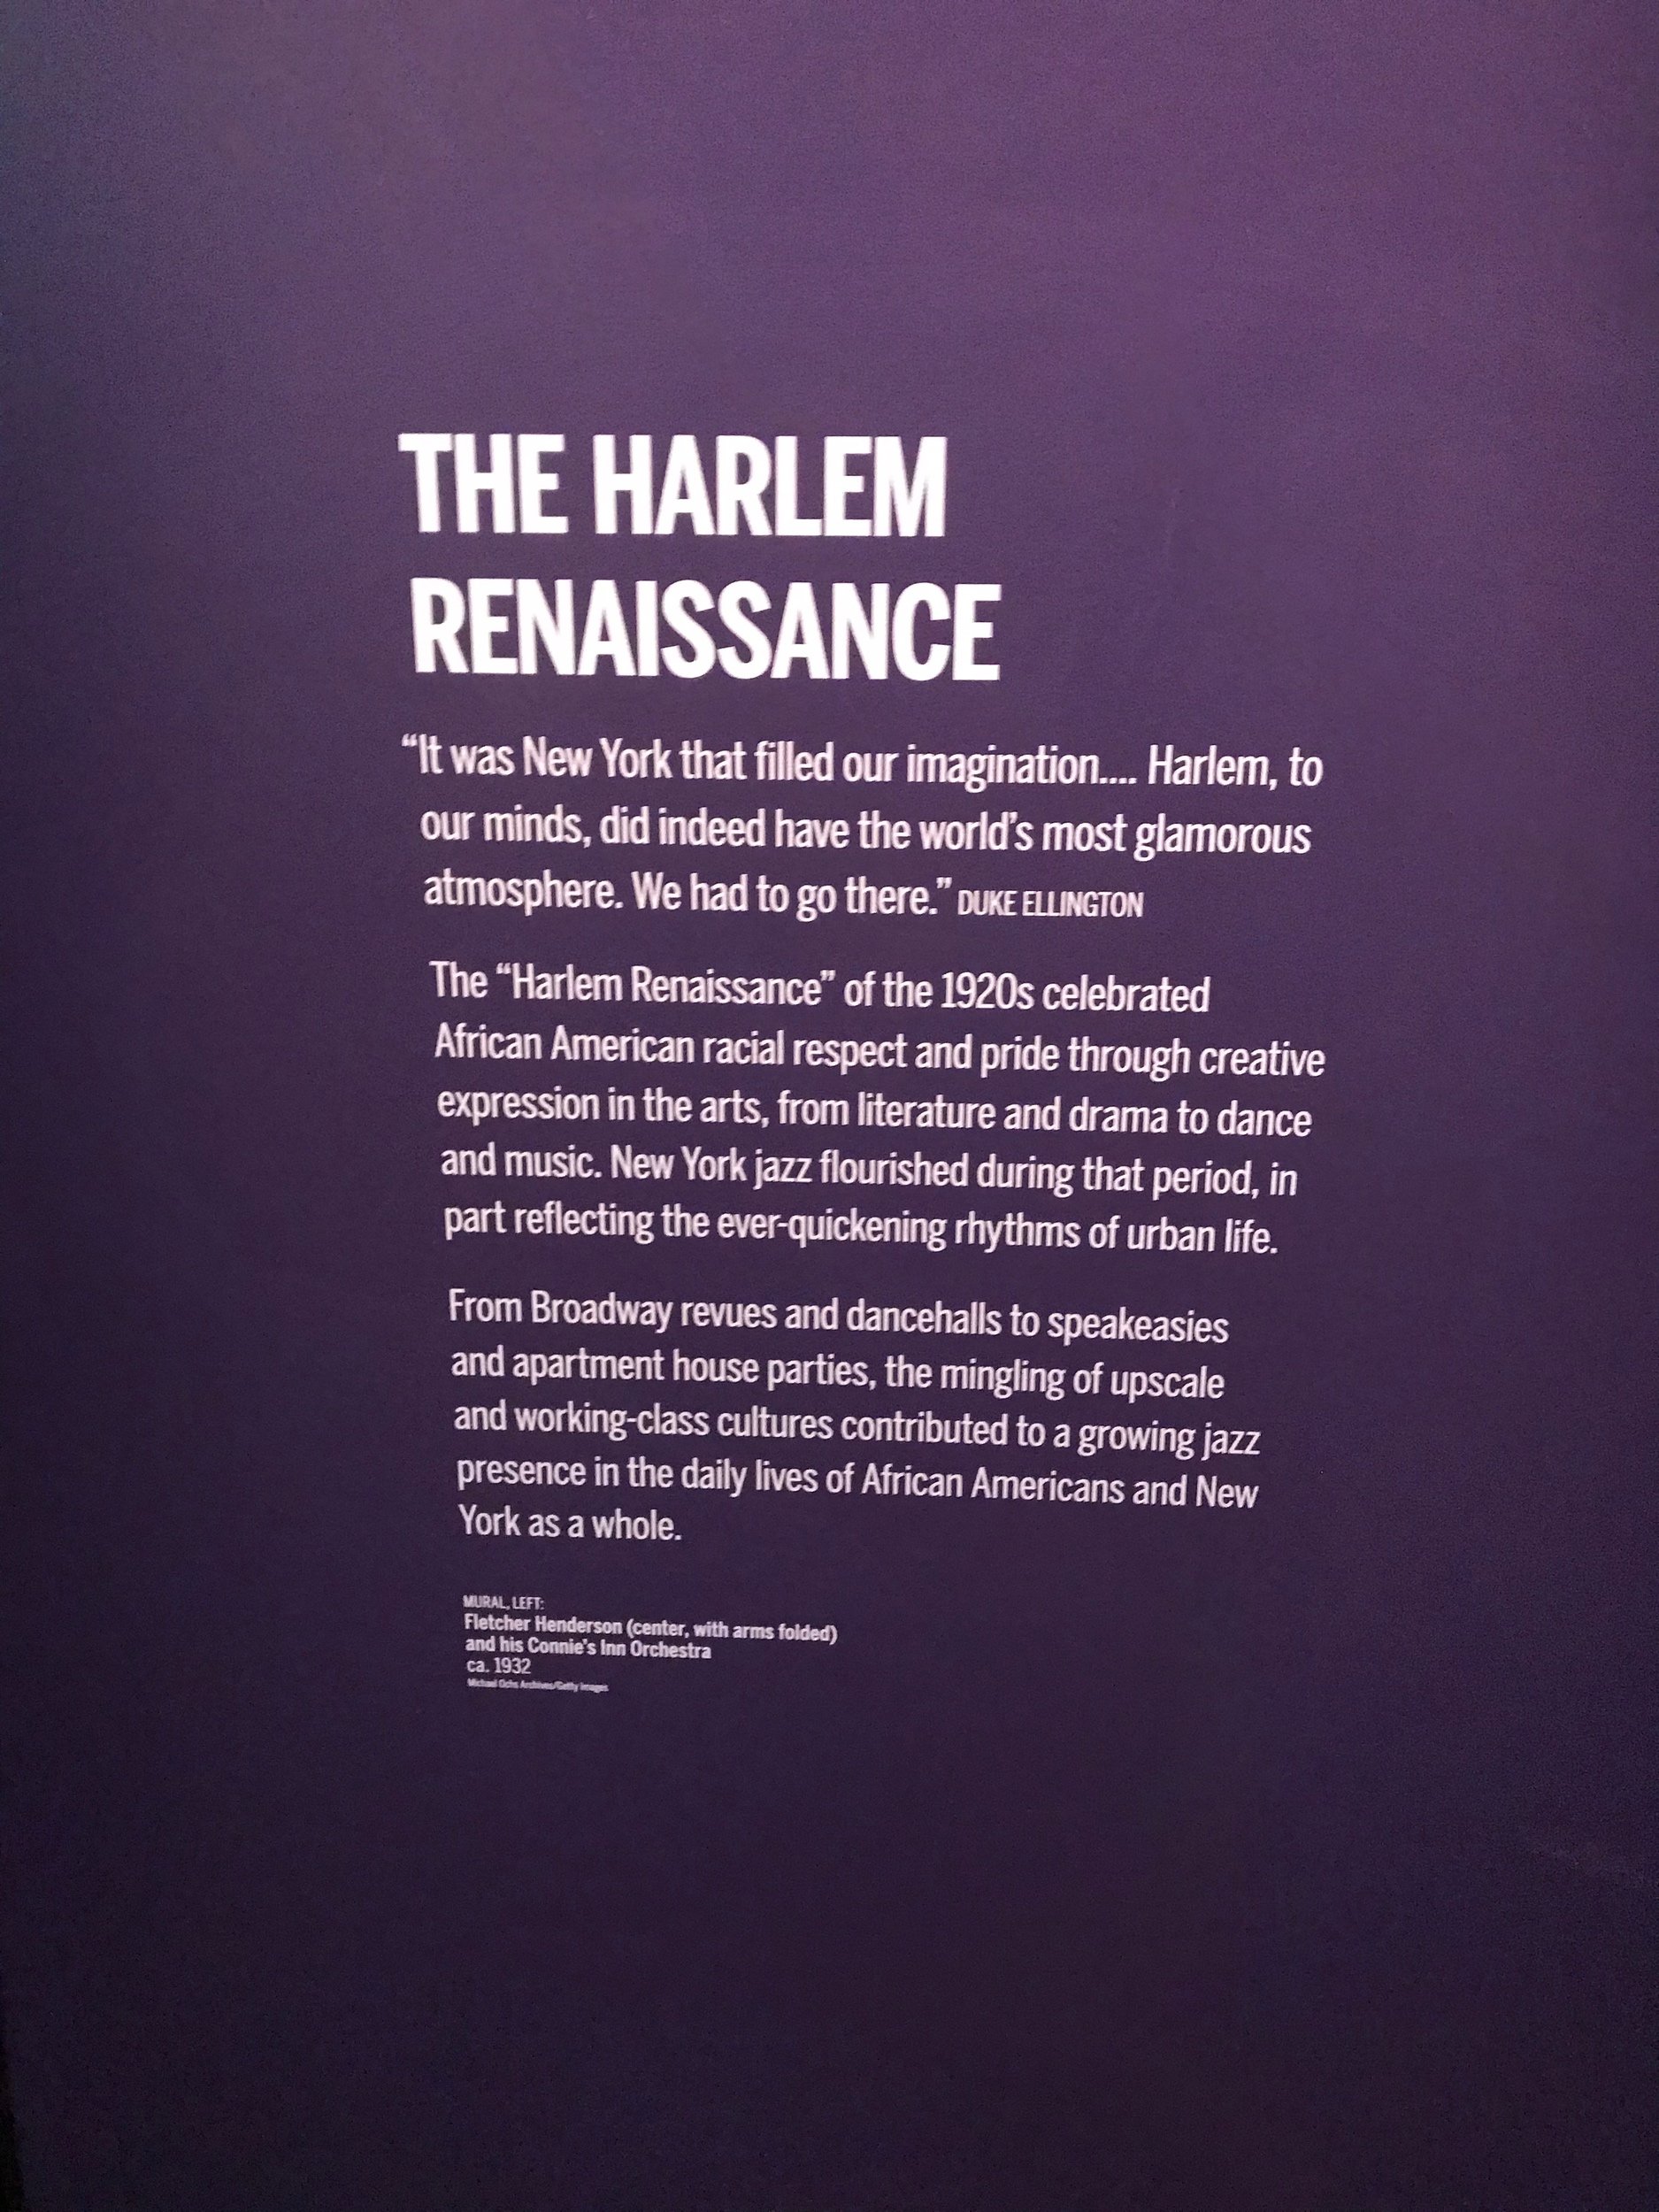 THE HARLEM
RENAISSANCE
“It was New York that filled our imagination.... Harlem, to
our minds, did indeed have the world’s most glamorous
atmosphere. We had to go there.” DUKE ELLINGTON
The “Harlem Renaissance” of the 1920s celebrated
African American racial respect and pride through creative
expression in the arts, from literature and drama to dance
and music. New York jazz flourished during that period, in
part reflecting the ever-quickening rhythms of urban life.
From Broadway revues and dancehalls to speakeasies
and apartment house parties, the mingling of upscale
and working-class cultures contributed to a growing jazz
presence in the daily lives of African Americans and New
York as a whole.
MURAL, LEFT:
Fletcher Henderson (center, with arms folded)
and his Connie’s Inn Orchestra
ca. 1932
Michael Ochs Archives/Getty Images